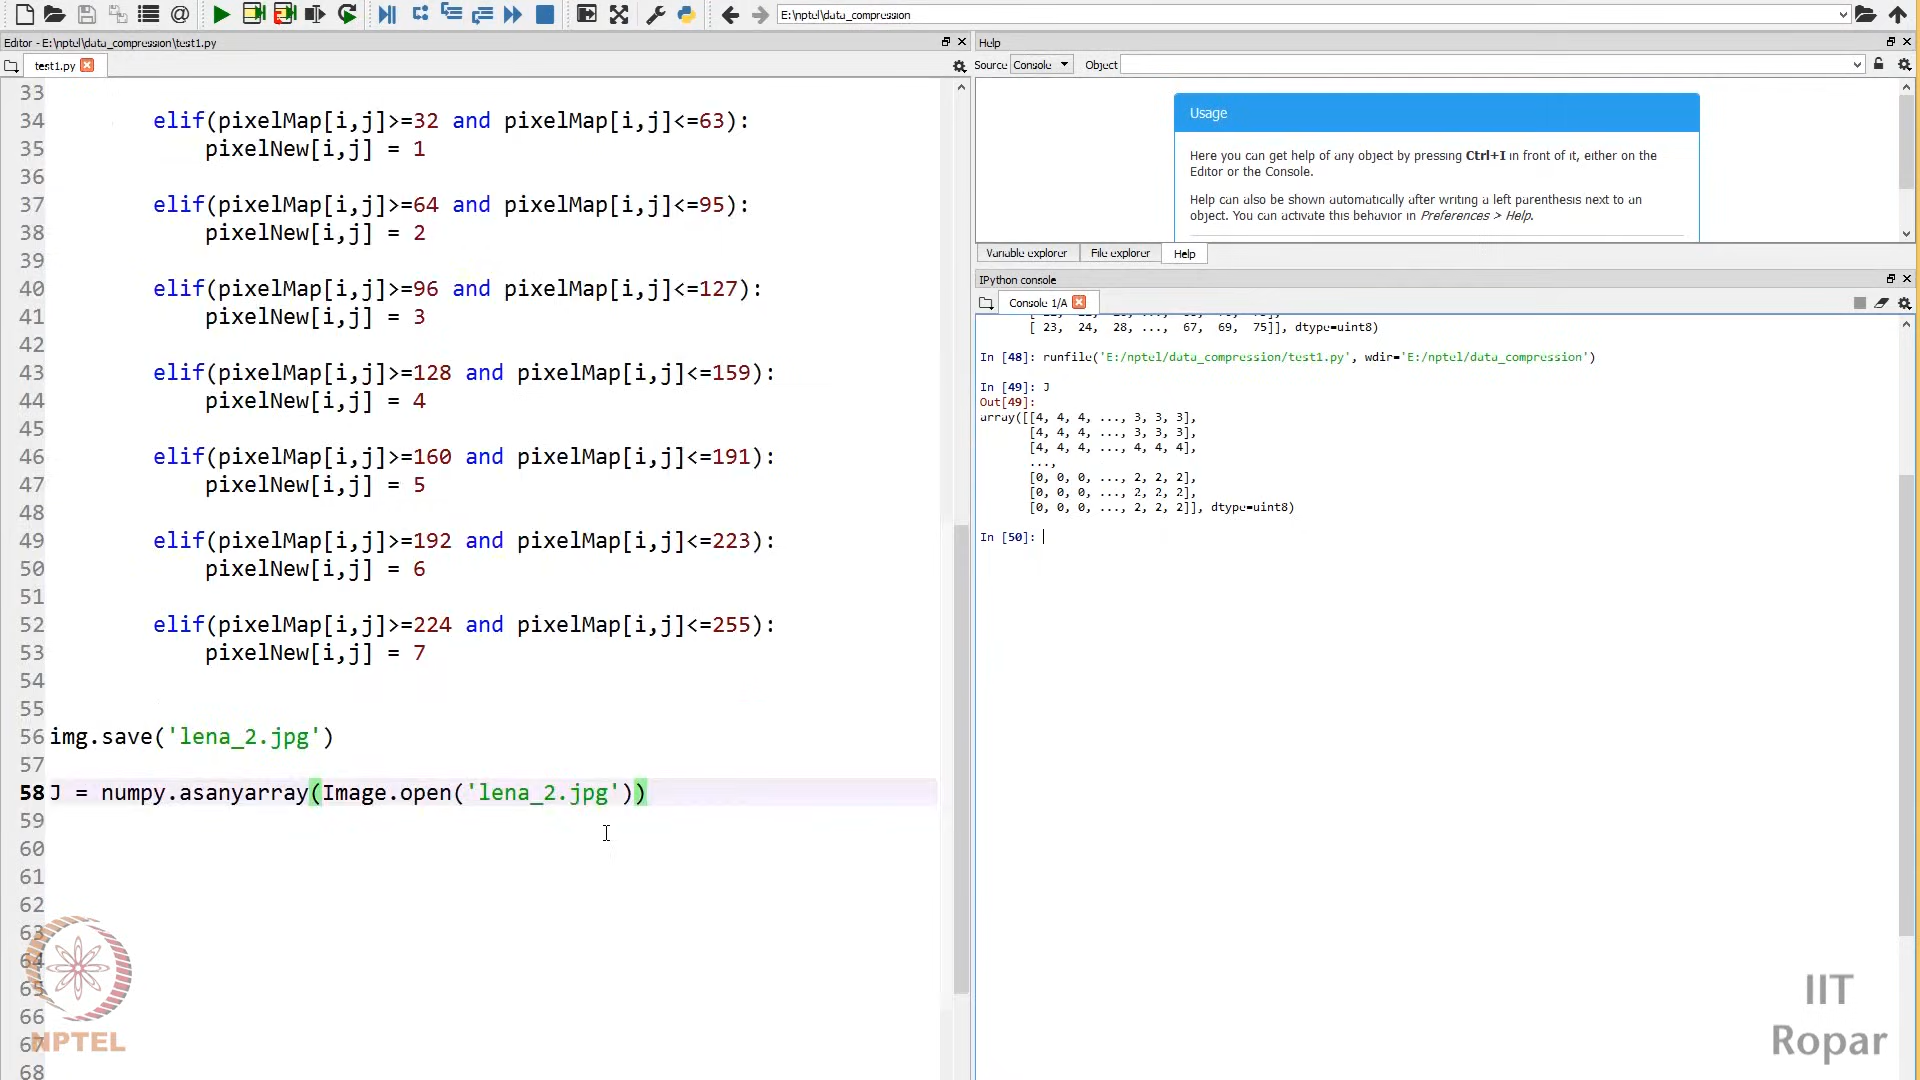 E:\nptel\data_compression
Editor - E:\nptel\data_compression\test1.py
test1.py
33
34 elif(pixelMap[i,j]>=32 and pixelMap[i,j]<=63):
35 pixelNew[i,j] = 1
36
37 elif(pixelMap[i,j]>=64 and pixelMap[i,j]<=95):
38 pixelNew[i,j] = 2
39
40 elif(pixelMap[i,j]>=96 and pixelMap[i,j]<=127):
41 pixelNew[i,j] = 3
42
43 elif(pixelMap[i,j]>=128 and pixelMap[i,j]<=159):
44 pixelNew[i,j] = 4
45
46 elif(pixelMap[i,j]>=160 and pixelMap[i,j]<=191):
47 pixelNew[i,j] = 5
48
49 elif(pixelMap[i,j]>=192 and pixelMap[i,j]<=223):
50 pixelNew[i,j] = 6
51
52 elif(pixelMap[i,j]>=224 and pixelMap[i,j]<=255):
53 pixelNew[i,j] = 7
54
55
56 img.save('lena_2.jpg')
57
58 J = numpy.asanyarray(Image.open('lena_2.jpg'))
59
60
61
62
63
64
65
66
67
68
NPTEL
Help
Source Console Object
Usage
Here you can get help of any object by pressing Ctrl+I in front of it, either on the
Editor or the Console.
Help can also be shown automatically after writing a left parenthesis next to an
object. You can activate this behavior in Preferences > Help.
Variable explorer File explorer Help
IPython console
Console 1/A
[ 23, 24, 28, ..., 67, 69, 75]], dtype=uint8)
In [48]: runfile('E:/nptel/data_compression/test1.py', wdir='E:/nptel/data_compression')
In [49]: J
Out[49]:
array([[4, 4, 4, ..., 3, 3, 3],
[4, 4, 4, ..., 3, 3, 3],
[4, 4, 4, ..., 4, 4, 4],
...,
[0, 0, 0, ..., 2, 2, 2],
[0, 0, 0, ..., 2, 2, 2],
[0, 0, 0, ..., 2, 2, 2]], dtype=uint8)
In [50]:
IIT
Ropar